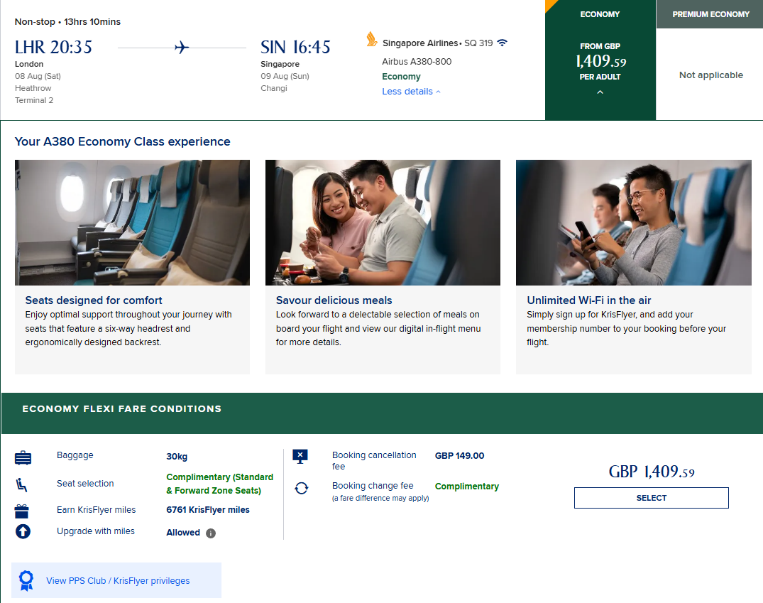 Non-stop • 13hrs 10mins
LHR 20:35
London
08 Aug (Sat)
Heathrow
Terminal 2
SIN 16:45
Singapore
09 Aug (Sun)
Changi
Singapore Airlines • SQ 319
Airbus A380-800
Economy
Less details
ECONOMY
FROM GBP
1,409.59
PER ADULT
PREMIUM ECONOMY
Not applicable
Your A380 Economy Class experience
Seats designed for comfort
Enjoy optimal support throughout your journey with
seats that feature a six-way headrest and
ergonomically designed backrest.
Savour delicious meals
Look forward to a delectable selection of meals on
board your flight and view our digital in-flight menu
for more details.
Unlimited Wi-Fi in the air
Simply sign up for KrisFlyer, and add your
membership number to your booking before your
flight.
ECONOMY FLEXI FARE CONDITIONS
Baggage 30kg
Seat selection Complimentary (Standard
& Forward Zone Seats)
Earn KrisFlyer miles 6761 KrisFlyer miles
Upgrade with miles Allowed i
Booking cancellation GBP 149.00
fee
Booking change fee Complimentary
(a fare difference may apply)
GBP 1,409.59
SELECT
View PPS Club / KrisFlyer privileges